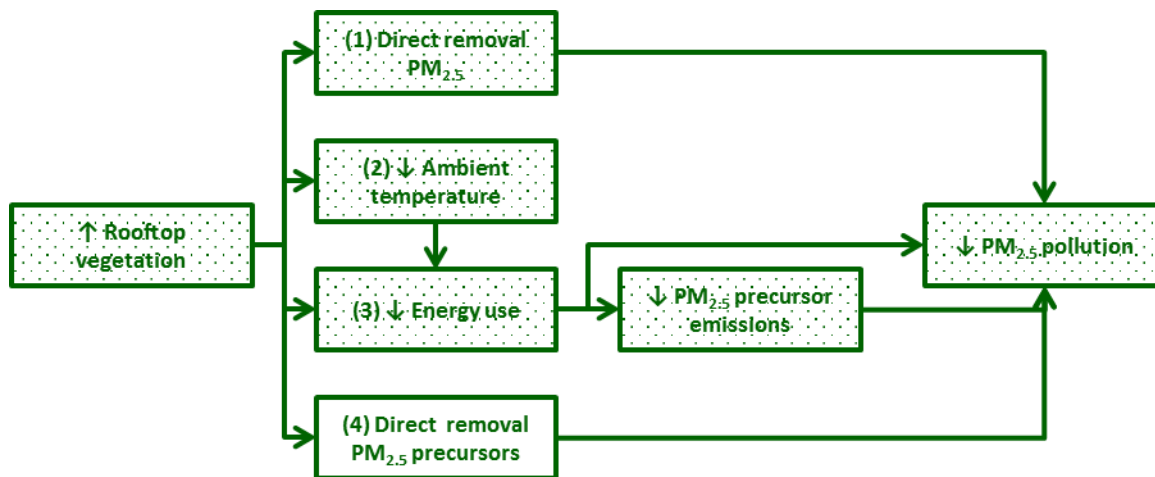 (1) Direct removal
PM2.5
(2) ↓ Ambient
temperature
↑ Rooftop
vegetation
↓ PM2.5 pollution
(3) ↓ Energy use
↓ PM2.5 precursor
emissions
(4) Direct removal
PM2.5 precursors